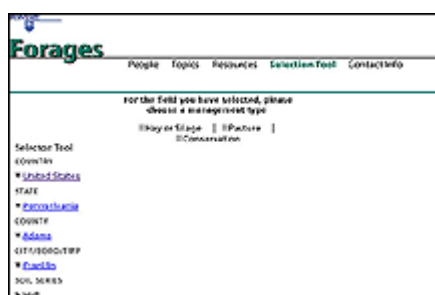 Forages
People Topics Resources Selection Tool Contact Info
For the field you have selected, please
choose a management type
Hay or Silage | Pasture |
Conservation
Selector Tool
COUNTRY
United States
STATE
Pennsylvania
COUNTY
Adams
CITY/BORO/TWP
Franklin
SOIL SERIES